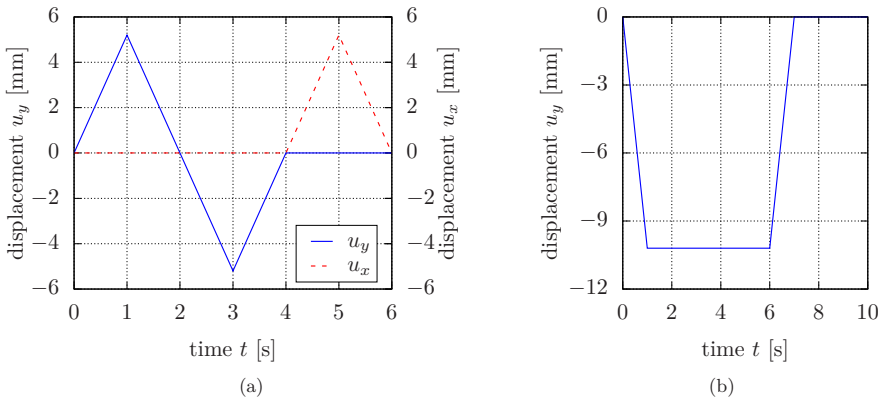 6
4
2
0
−2
−4
−6
displacement u_y [mm]
6
4
2
0
−2
−4
−6
displacement u_x [mm]
u_y
u_x
0 1 2 3 4 5 6
time t [s]
(a)
0
−3
−6
−9
−12
displacement u_y [mm]
0 2 4 6 8 10
time t [s]
(b)